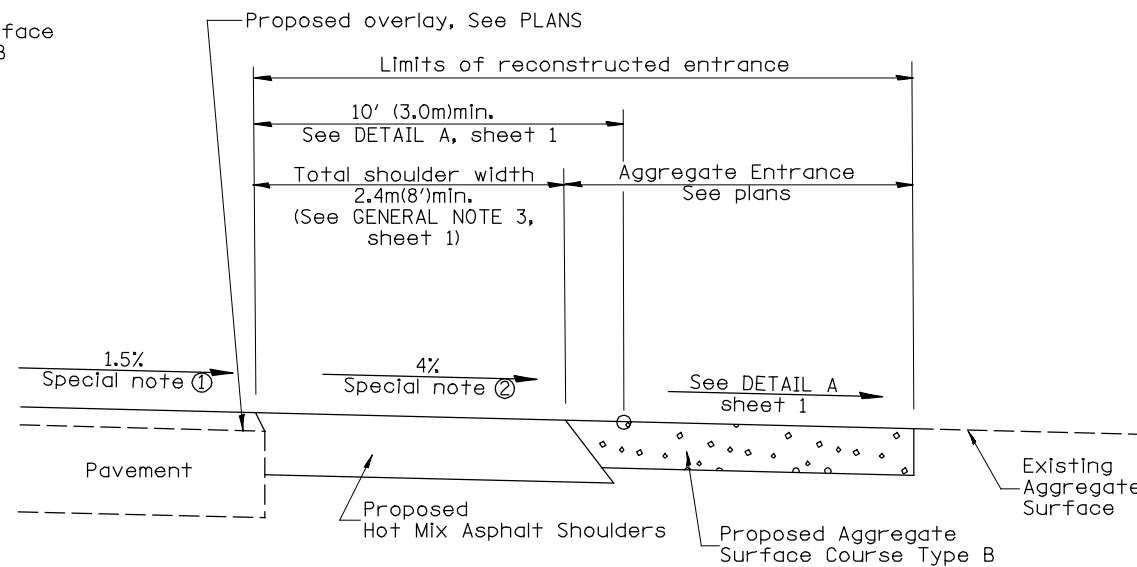 face
B
Proposed overlay, See PLANS
Limits of reconstructed entrance
10' (3.0m)min.
See DETAIL A, sheet 1
Total shoulder width
2.4m(8')min.
(See GENERAL NOTE 3,
sheet 1)
Aggregate Entrance
See plans
1.5%
Special note ①
4%
Special note ②
See DETAIL A
sheet 1
Pavement
Proposed
Hot Mix Asphalt Shoulders
Proposed Aggregate
Surface Course Type B
Existing
Aggregate
Surface